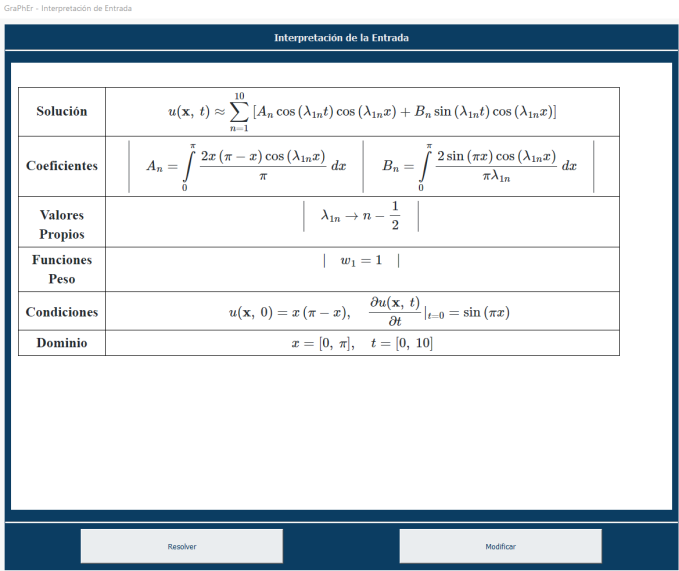 GraPhEr - Interpretación de Entrada
Interpretación de la Entrada
Solución u(x, t) ≈ ∑_{n=1}^{10} [A_n cos (λ_{1n}t) cos (λ_{1n}x) + B_n sin (λ_{1n}t) cos (λ_{1n}x)]
Coeficientes | A_n = ∫_0^π 2x (π − x) cos (λ_{1n}x) / π dx | B_n = ∫_0^π 2 sin (πx) cos (λ_{1n}x) / πλ_{1n} dx |
Valores
Propios | λ_{1n} → n − 1/2 |
Funciones
Peso | w_1 = 1 |
Condiciones u(x, 0) = x (π − x), ∂u(x, t)/∂t |_{t=0} = sin (πx)
Dominio x = [0, π], t = [0, 10]
Resolver
Modificar